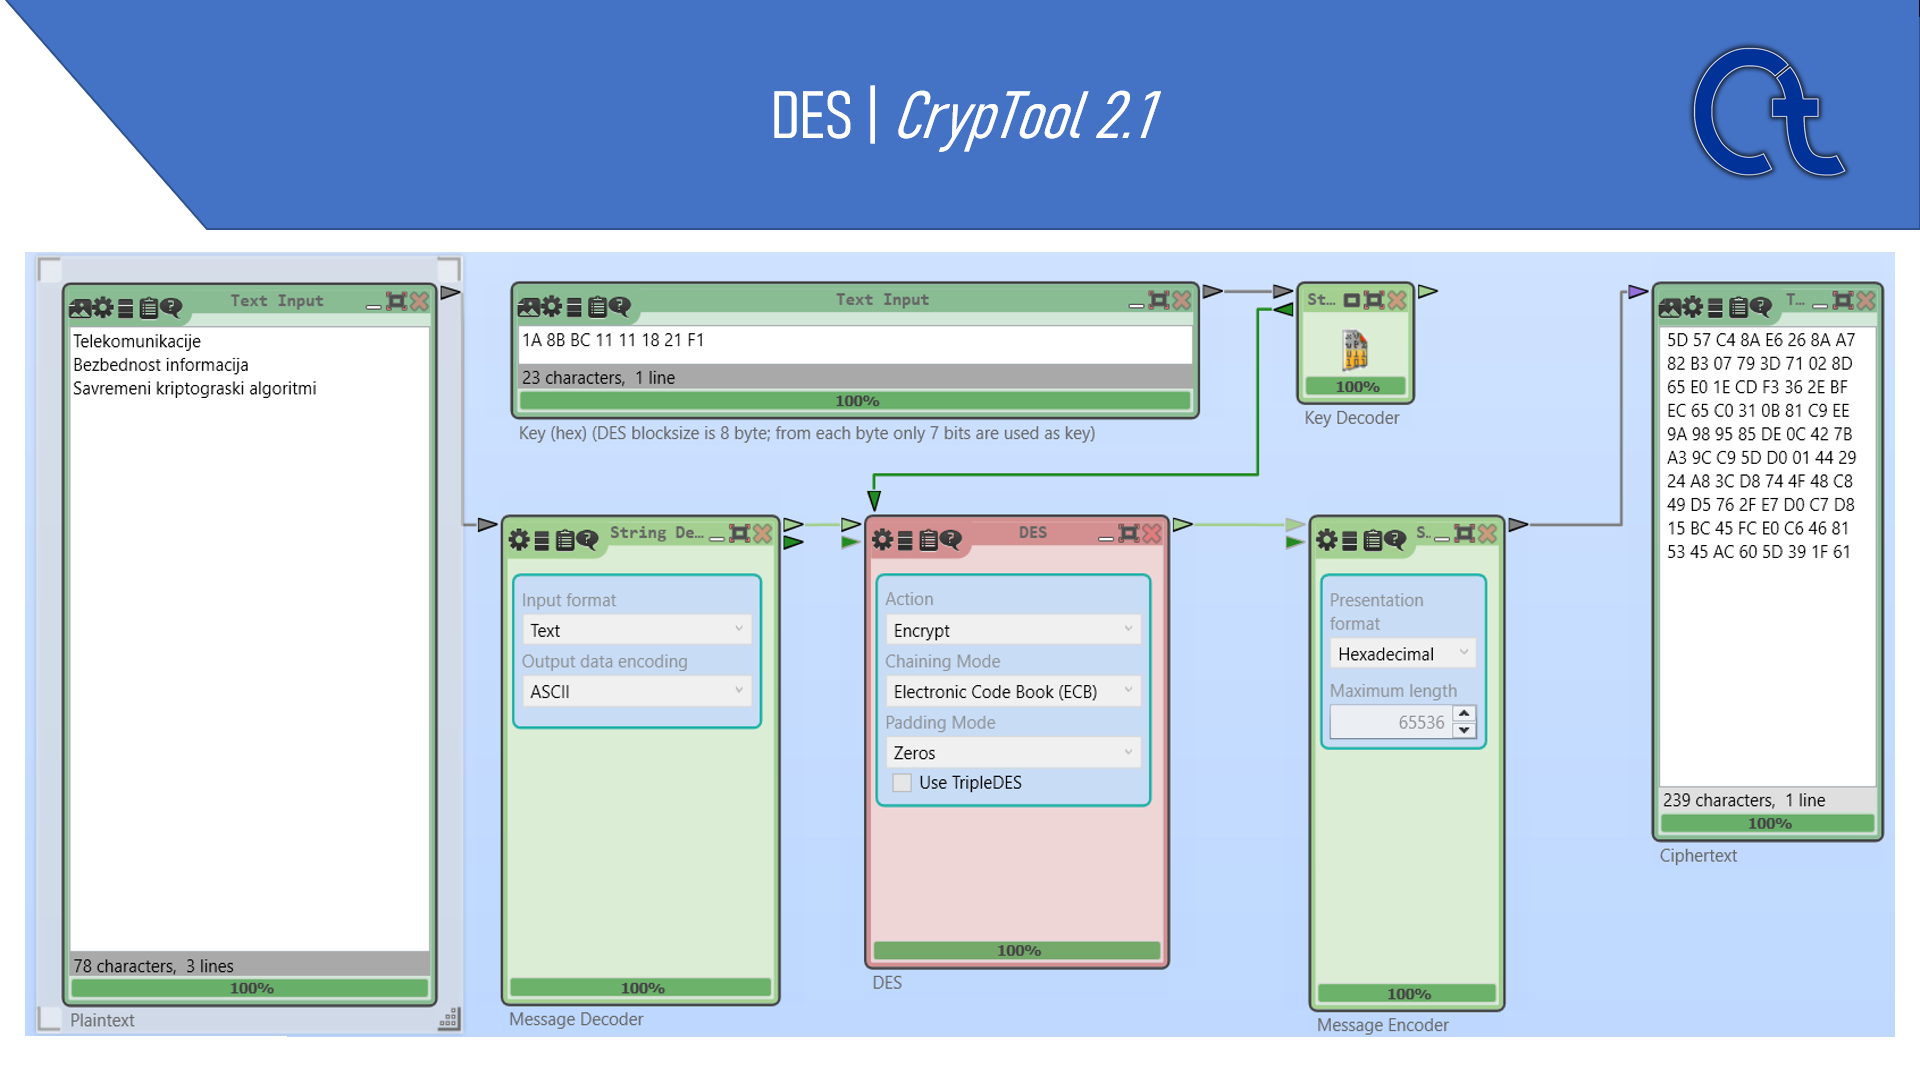 DES | CrypTool 2.1
Ct
Text Input
Telekomunikacije
Bezbednost informacija
Savremeni kriptograski algoritmi
78 characters,  3 lines
100%
Plaintext
Text Input
1A 8B BC 11 11 18 21 F1
23 characters,  1 line
100%
Key (hex) (DES blocksize is 8 byte; from each byte only 7 bits are used as key)
St...
100%
Key Decoder
String De...
Input format
Text
Output data encoding
ASCII
100%
Message Decoder
DES
Action
Encrypt
Chaining Mode
Electronic Code Book (ECB)
Padding Mode
Zeros
Use TripleDES
100%
DES
S..
Presentation
format
Hexadecimal
Maximum length
65536
100%
Message Encoder
T...
5D 57 C4 8A E6 26 8A A7
82 B3 07 79 3D 71 02 8D
65 E0 1E CD F3 36 2E BF
EC 65 C0 31 0B 81 C9 EE
9A 98 95 85 DE 0C 42 7B
A3 9C C9 5D D0 01 44 29
24 A8 3C D8 74 4F 48 C8
49 D5 76 2F E7 D0 C7 D8
15 BC 45 FC E0 C6 46 81
53 45 AC 60 5D 39 1F 61
239 characters,  1 line
100%
Ciphertext